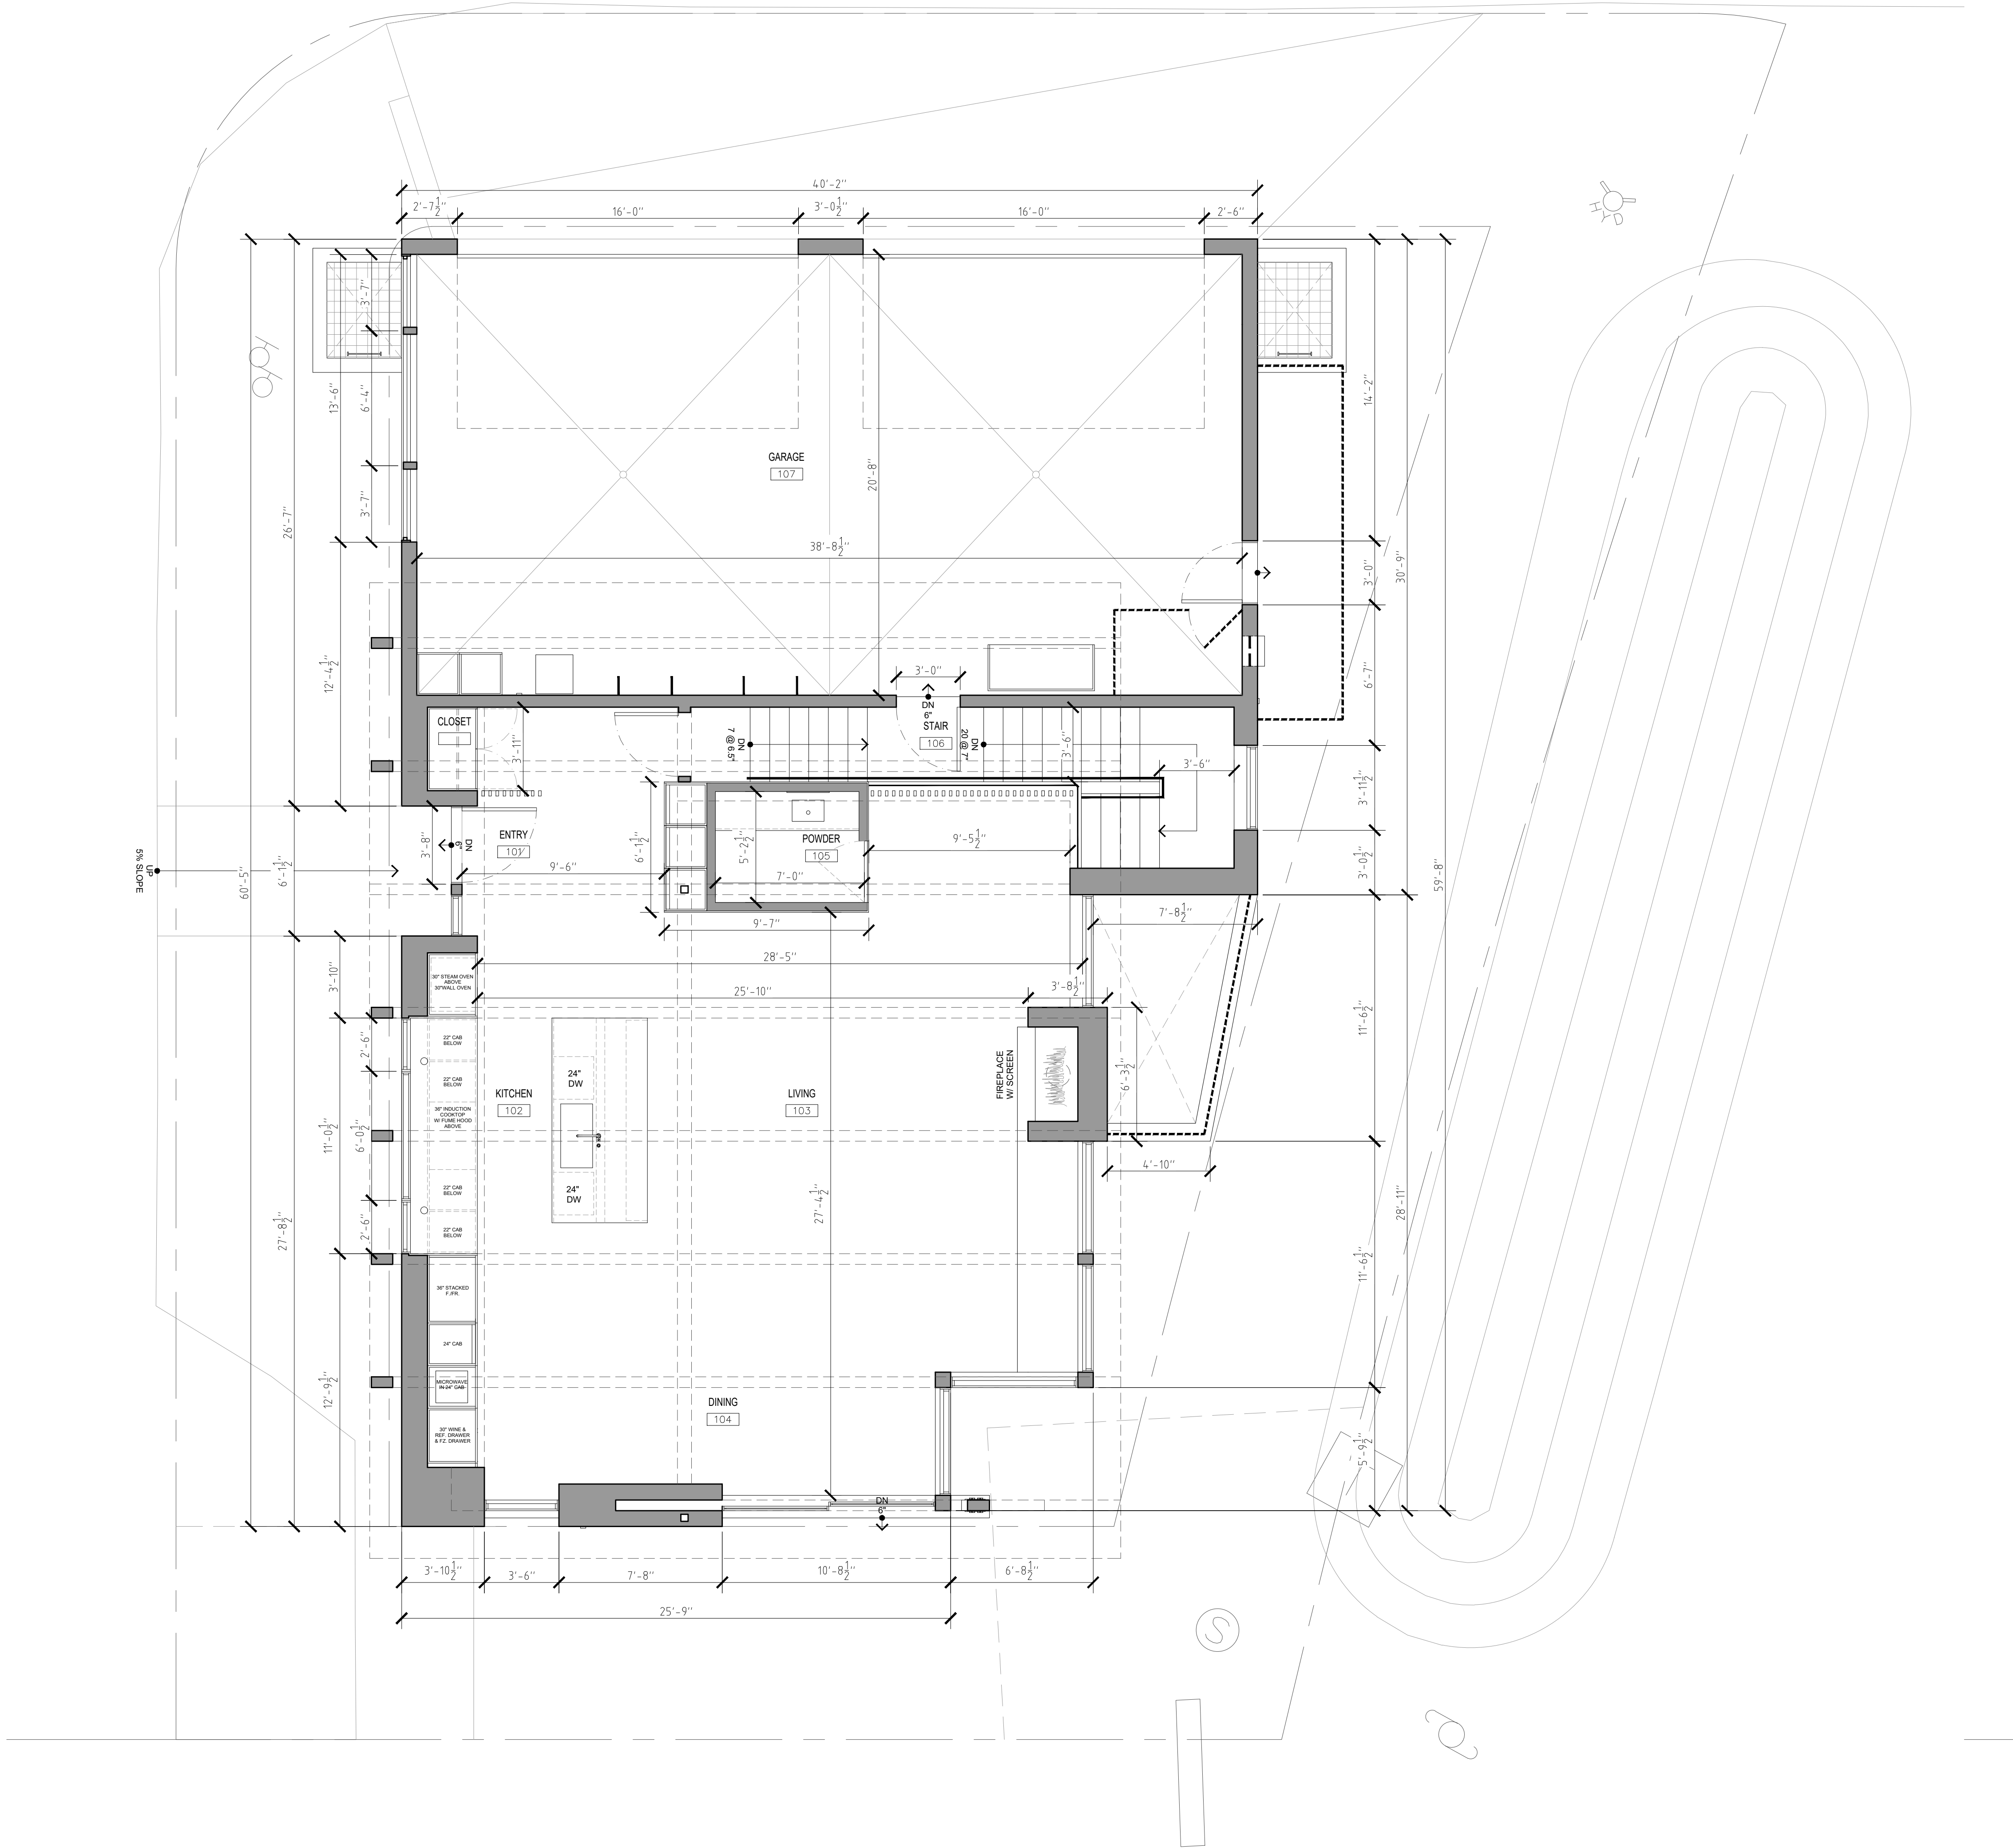 40'-2"
2'-7 1/2"
16'-0"
3'-0 1/2"
16'-0"
2'-6"
HYD
3'-7"
13'-6"
6'-4"
3'-7"
26'-7"
12'-4 1/2"
GARAGE
107
20'-8"
38'-8 1/2"
14'-2"
3'-0"
30'-9"
6'-7"
59'-8"
3'-0"
DN
6"
STAIR
106
CLOSET
3'-11"
DN
7 @ 6.5"
DN
20 @ 7"
3'-6"
3'-6"
3'-11 1/2"
3'-0 1/2"
UP
5% SLOPE
60'-5"
6'-1 1/2"
3'-8"
DN
6"
ENTRY
101
9'-6"
6'-1 1/2"
5'-2 1/2"
POWDER
105
7'-0"
9'-5 1/2"
9'-7"
7'-8 1/2"
28'-5"
25'-10"
3'-8 1/2"
3'-10"
30" STEAM OVEN
ABOVE
30"WALL OVEN
22" CAB
BELOW
22" CAB
BELOW
36" INDUCTION
COOKTOP
W/ FUME HOOD
ABOVE
22" CAB
BELOW
22" CAB
BELOW
2'-6"
11'-0 1/2"
6'-0 1/2"
2'-6"
27'-8 1/2"
KITCHEN
102
24"
DW
24"
DW
LIVING
103
FIREPLACE
W/ SCREEN
6'-3 1/2"
11'-6 1/2"
4'-10"
27'-4 1/2"
28'-11"
11'-6 1/2"
36" STACKED
F./FR.
24" CAB
MICROWAVE
IN 24" CAB
30" WINE &
REF. DRAWER
& FZ. DRAWER
12'-9 1/2"
DINING
104
5'-9 1/2"
DN
6"
3'-10 1/2"
3'-6"
7'-8"
10'-8 1/2"
6'-8 1/2"
25'-9"
S